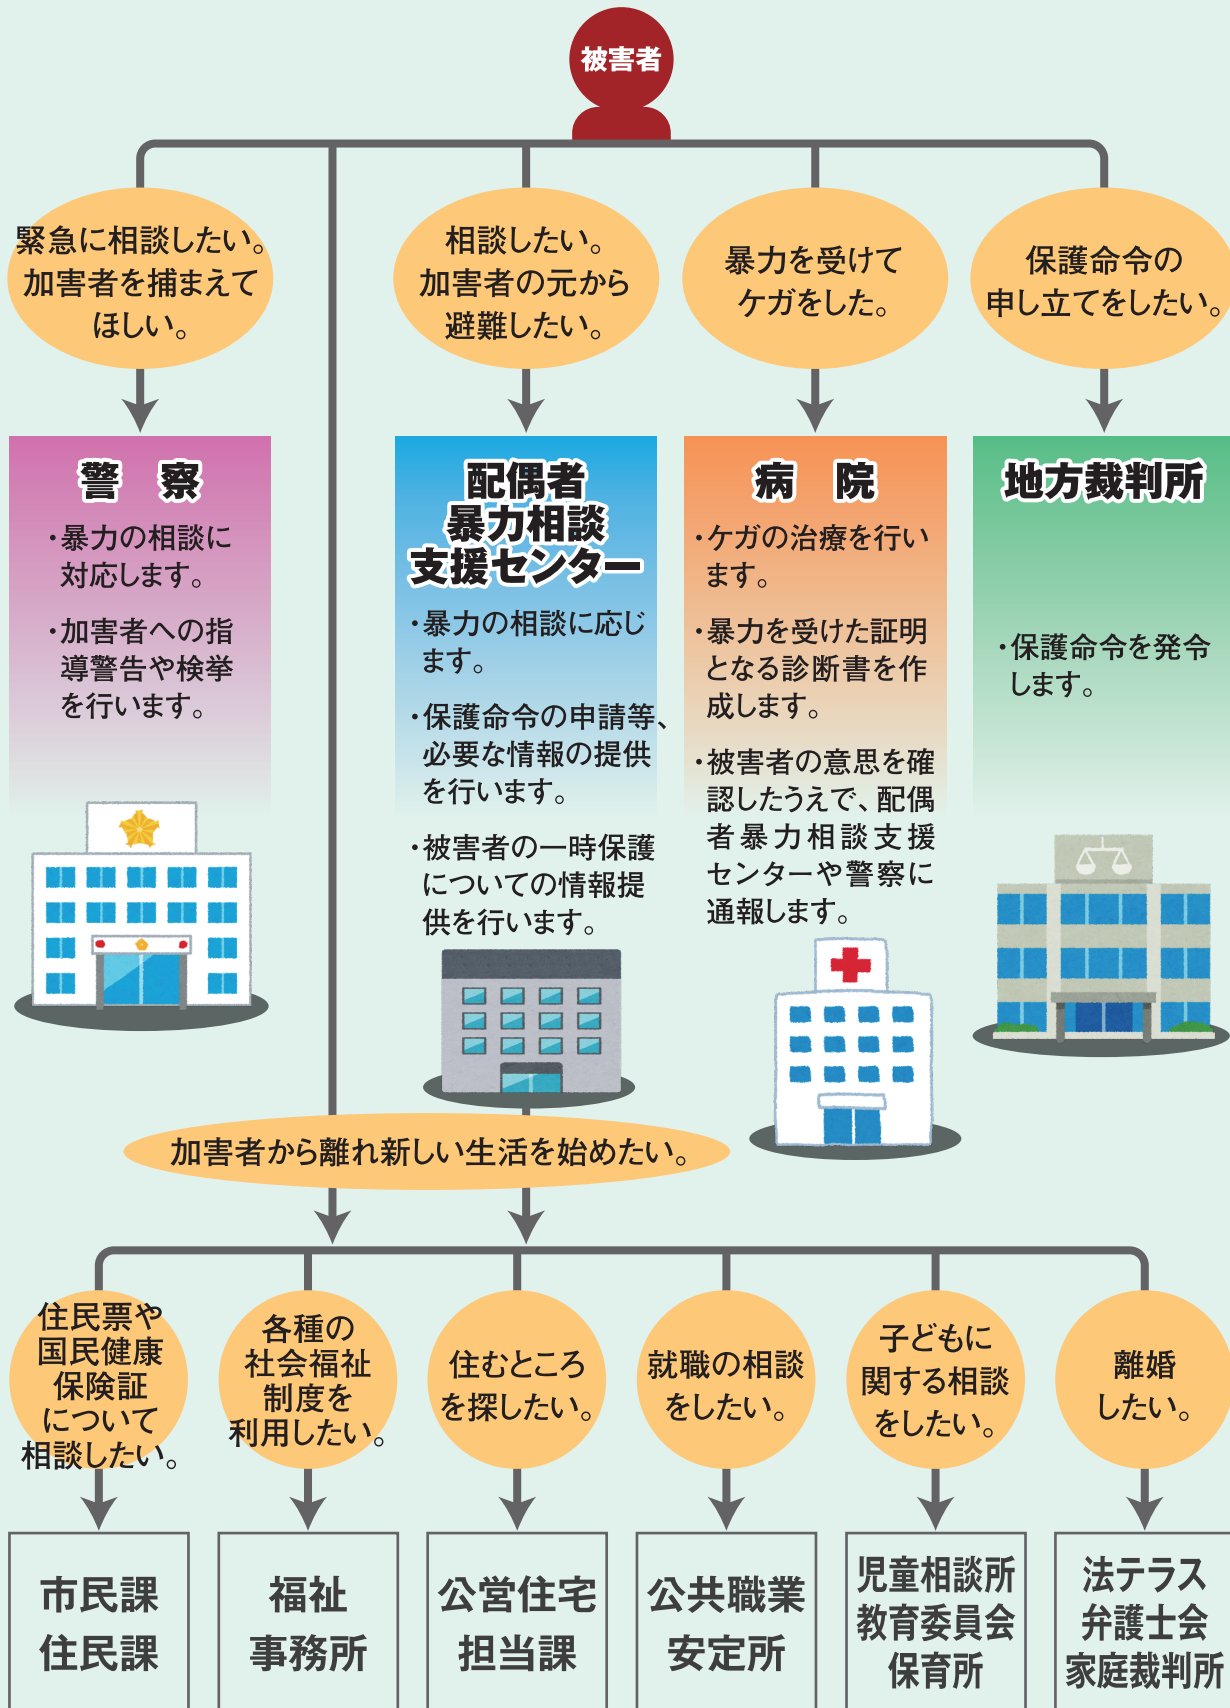 被害者
緊急に相談したい。
加害者を捕まえて
ほしい。
相談したい。
加害者の元から
避難したい。
暴力を受けて
ケガをした。
保護命令の
申し立てをしたい。
警 察
・暴力の相談に
対応します。
・加害者への指
導警告や検挙
を行います。
配偶者
暴力相談
支援センター
・暴力の相談に応じ
ます。
・保護命令の申請等、
必要な情報の提供
を行います。
・被害者の一時保護
についての情報提
供を行います。
病 院
・ケガの治療を行い
ます。
・暴力を受けた証明
となる診断書を作
成します。
・被害者の意思を確
認したうえで、配偶
者暴力相談支援
センターや警察に
通報します。
地方裁判所
・保護命令を発令
します。
加害者から離れ新しい生活を始めたい。
住民票や
国民健康
保険証
について
相談したい。
各種の
社会福祉
制度を
利用したい。
住むところ
を探したい。
就職の相談
をしたい。
子どもに
関する相談
をしたい。
離婚
したい。
市民課
住民課
福祉
事務所
公営住宅
担当課
公共職業
安定所
児童相談所
教育委員会
保育所
法テラス
弁護士会
家庭裁判所